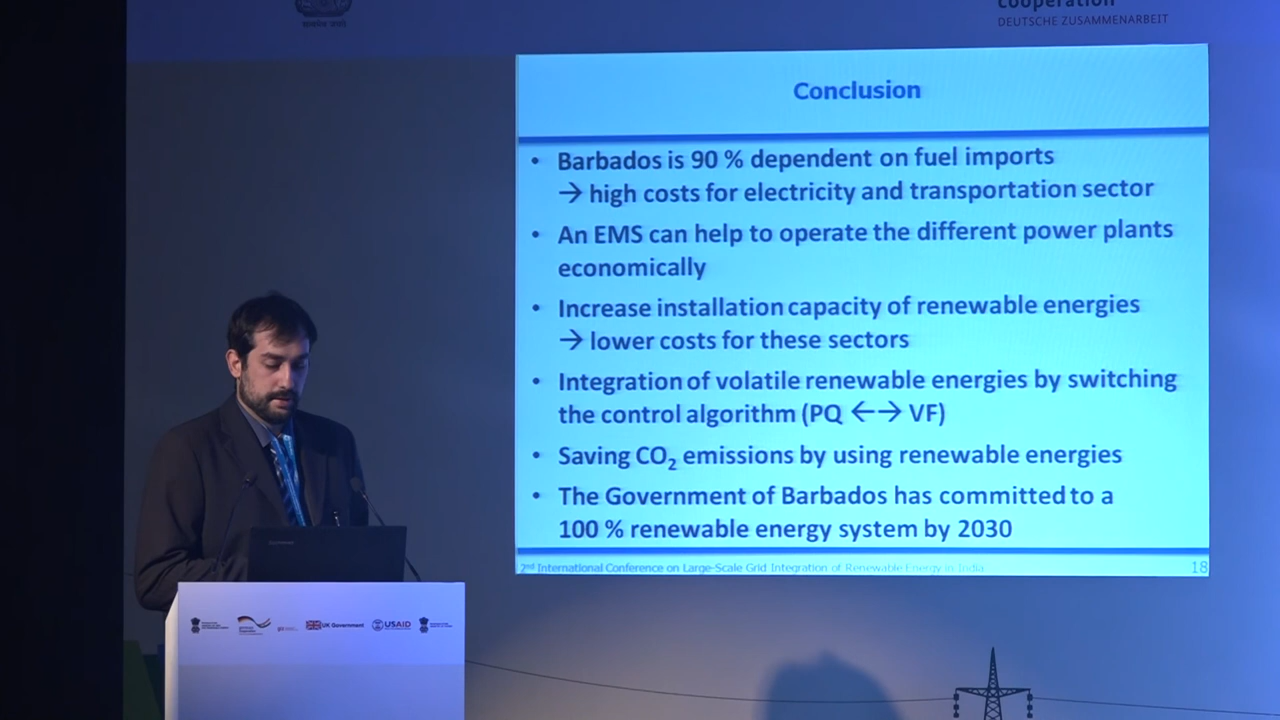 cooperation
DEUTSCHE ZUSAMMENARBEIT
Conclusion
• Barbados is 90 % dependent on fuel imports
→ high costs for electricity and transportation sector
• An EMS can help to operate the different power plants
economically
• Increase installation capacity of renewable energies
→ lower costs for these sectors
• Integration of volatile renewable energies by switching
the control algorithm (PQ ←→ VF)
• Saving CO₂ emissions by using renewable energies
• The Government of Barbados has committed to a
100 % renewable energy system by 2030
2nd International Conference on Large-Scale Grid Integration of Renewable Energy in India
18
UK Government
USAID